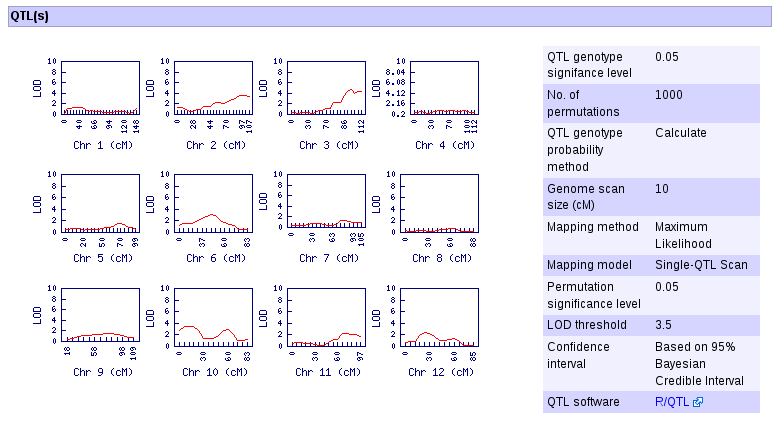 QTL(s)
10
8
6
4
2
0
LOD
0
44
66
94
120
148
Chr 1 (cM)
10
8
6
4
2
0
LOD
0
28
44
70
97
107
Chr 2 (cM)
10
8
6
4
2
0
LOD
0
30
57
86
112
Chr 3 (cM)
10
8.04
6.08
4.12
2.16
0.2
LOD
0
30
70
100
112
Chr 4 (cM)
10
8
6
4
2
0
LOD
0
20
50
70
99
Chr 5 (cM)
10
8
6
4
2
0
LOD
0
37
60
83
Chr 6 (cM)
10
8
6
4
2
0
LOD
0
30
63
93
105
Chr 7 (cM)
10
8
6
4
2
0
LOD
0
30
60
88
Chr 8 (cM)
10
8
6
4
2
0
LOD
18
58
98
109
Chr 9 (cM)
10
8
6
4
2
0
LOD
0
30
60
83
Chr 10 (cM)
10
8
6
4
2
0
LOD
0
30
60
97
Chr 11 (cM)
10
8
6
4
2
0
LOD
0
30
60
85
Chr 12 (cM)
QTL genotype 0.05
signifance level
No. of 1000
permutations
QTL genotype Calculate
probability
method
Genome scan 10
size (cM)
Mapping method Maximum
Likelihood
Mapping model Single-QTL Scan
Permutation 0.05
significance level
LOD threshold 3.5
Confidence Based on 95%
interval Bayesian
Credible Interval
QTL software R/QTL